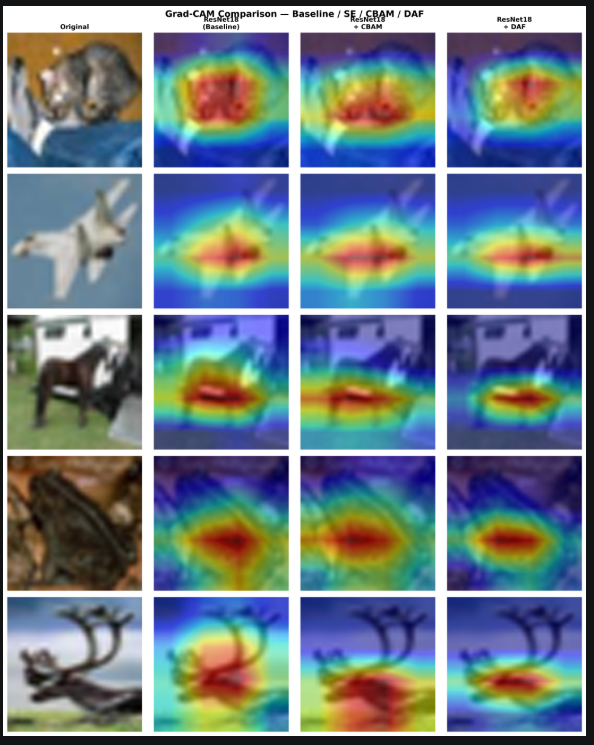 Grad-CAM Comparison — Baseline / SE / CBAM / DAF
Original
ResNet18
(Baseline)
ResNet18
+ CBAM
ResNet18
+ DAF